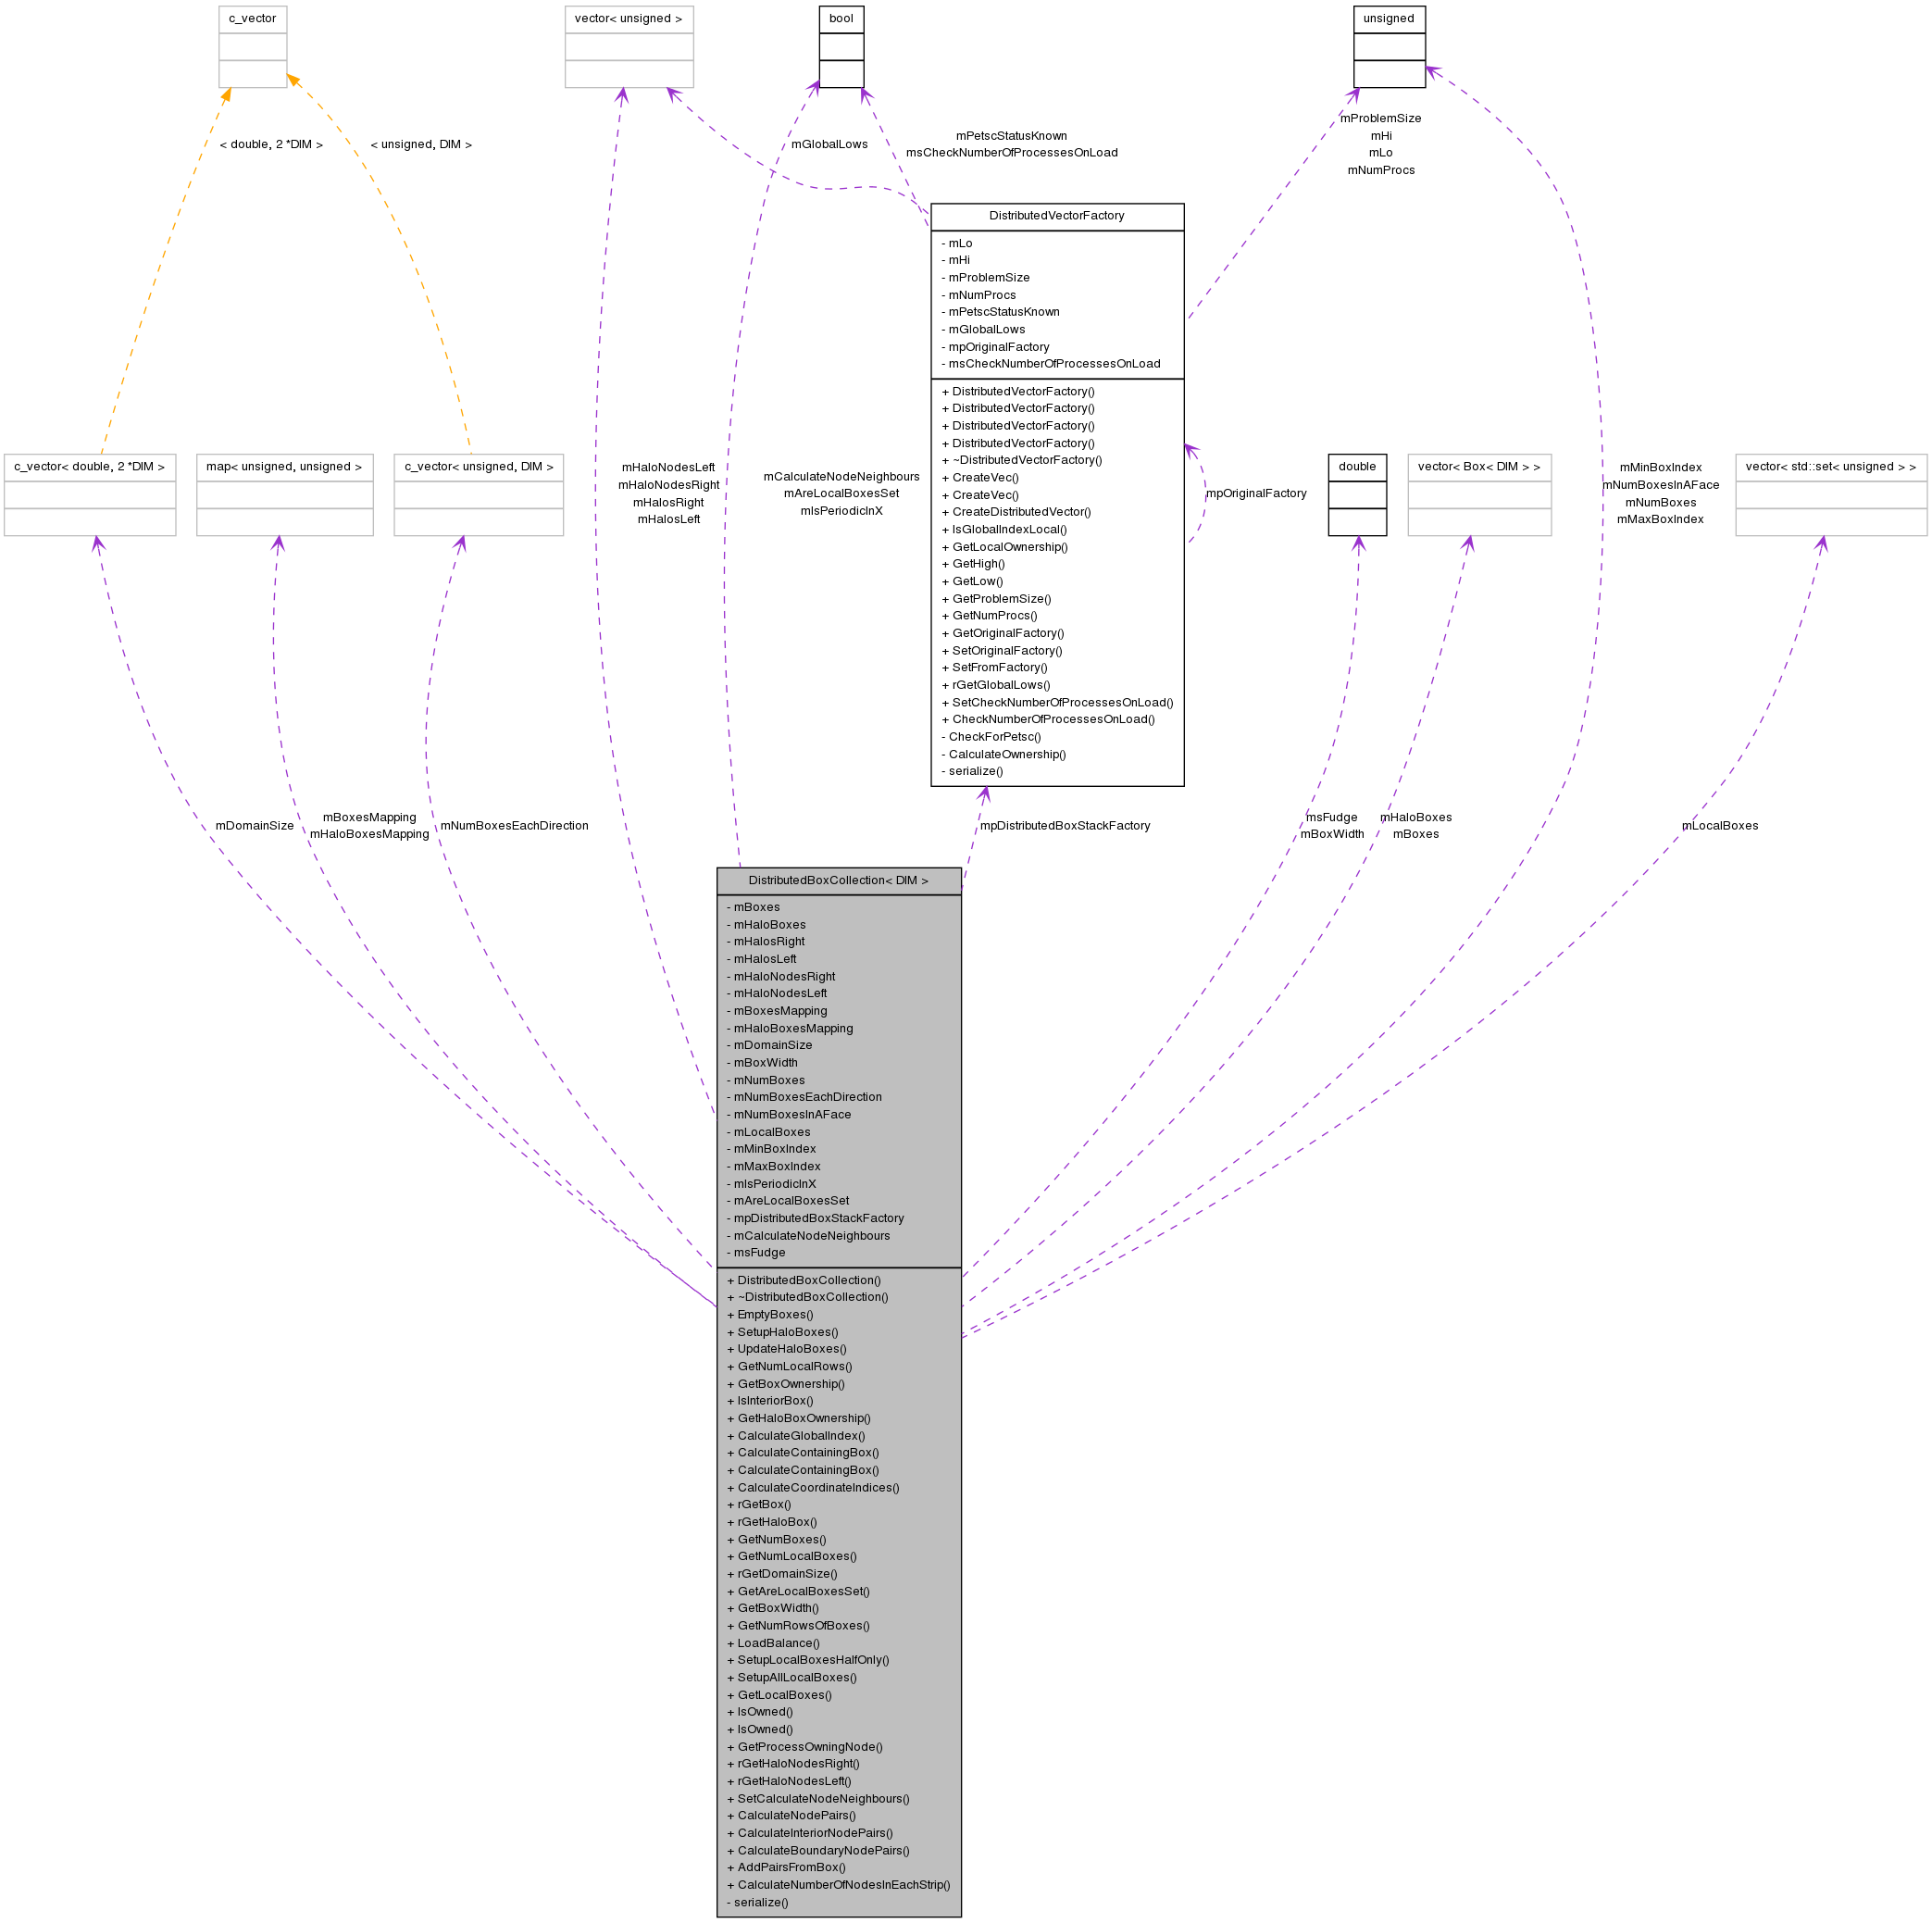 c_vector
vector< unsigned >
bool
unsigned
mProblemSize
mHi
mLo
mNumProcs
mPetscStatusKnown
msCheckNumberOfProcessesOnLoad
< double, 2 *DIM >
< unsigned, DIM >
mGlobalLows
DistributedVectorFactory
- mLo
- mHi
- mProblemSize
- mNumProcs
- mPetscStatusKnown
- mGlobalLows
- mpOriginalFactory
- msCheckNumberOfProcessesOnLoad
+ DistributedVectorFactory()
+ DistributedVectorFactory()
+ DistributedVectorFactory()
+ DistributedVectorFactory()
+ ~DistributedVectorFactory()
+ CreateVec()
+ CreateVec()
+ CreateDistributedVector()
+ IsGlobalIndexLocal()
+ GetLocalOwnership()
+ GetHigh()
+ GetLow()
+ GetProblemSize()
+ GetNumProcs()
+ GetOriginalFactory()
+ SetOriginalFactory()
+ SetFromFactory()
+ rGetGlobalLows()
+ SetCheckNumberOfProcessesOnLoad()
+ CheckNumberOfProcessesOnLoad()
- CheckForPetsc()
- CalculateOwnership()
- serialize()
c_vector< double, 2 *DIM >
map< unsigned, unsigned >
c_vector< unsigned, DIM >
mHaloNodesLeft
mHaloNodesRight
mHalosRight
mHalosLeft
mCalculateNodeNeighbours
mAreLocalBoxesSet
mIsPeriodicInX
mpOriginalFactory
double
vector< Box< DIM > >
mMinBoxIndex
mNumBoxesInAFace
mNumBoxes
mMaxBoxIndex
vector< std::set< unsigned > >
mDomainSize
mBoxesMapping
mHaloBoxesMapping
mNumBoxesEachDirection
mpDistributedBoxStackFactory
msFudge
mBoxWidth
mHaloBoxes
mBoxes
mLocalBoxes
DistributedBoxCollection< DIM >
- mBoxes
- mHaloBoxes
- mHalosRight
- mHalosLeft
- mHaloNodesRight
- mHaloNodesLeft
- mBoxesMapping
- mHaloBoxesMapping
- mDomainSize
- mBoxWidth
- mNumBoxes
- mNumBoxesEachDirection
- mNumBoxesInAFace
- mLocalBoxes
- mMinBoxIndex
- mMaxBoxIndex
- mIsPeriodicInX
- mAreLocalBoxesSet
- mpDistributedBoxStackFactory
- mCalculateNodeNeighbours
- msFudge
+ DistributedBoxCollection()
+ ~DistributedBoxCollection()
+ EmptyBoxes()
+ SetupHaloBoxes()
+ UpdateHaloBoxes()
+ GetNumLocalRows()
+ GetBoxOwnership()
+ IsInteriorBox()
+ GetHaloBoxOwnership()
+ CalculateGlobalIndex()
+ CalculateContainingBox()
+ CalculateContainingBox()
+ CalculateCoordinateIndices()
+ rGetBox()
+ rGetHaloBox()
+ GetNumBoxes()
+ GetNumLocalBoxes()
+ rGetDomainSize()
+ GetAreLocalBoxesSet()
+ GetBoxWidth()
+ GetNumRowsOfBoxes()
+ LoadBalance()
+ SetupLocalBoxesHalfOnly()
+ SetupAllLocalBoxes()
+ GetLocalBoxes()
+ IsOwned()
+ IsOwned()
+ GetProcessOwningNode()
+ rGetHaloNodesRight()
+ rGetHaloNodesLeft()
+ SetCalculateNodeNeighbours()
+ CalculateNodePairs()
+ CalculateInteriorNodePairs()
+ CalculateBoundaryNodePairs()
+ AddPairsFromBox()
+ CalculateNumberOfNodesInEachStrip()
- serialize()